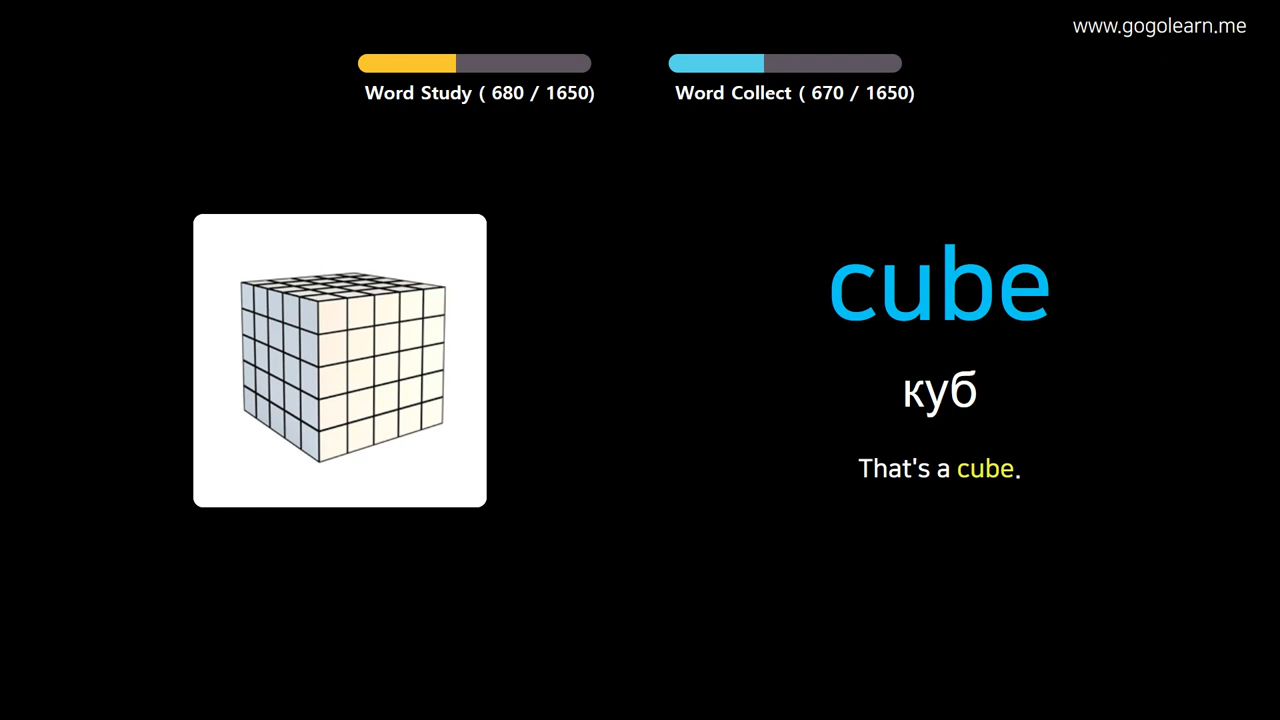 www.gogolearn.me
Word Study ( 680 / 1650)
Word Collect ( 670 / 1650)
cube
куб
That's a cube.